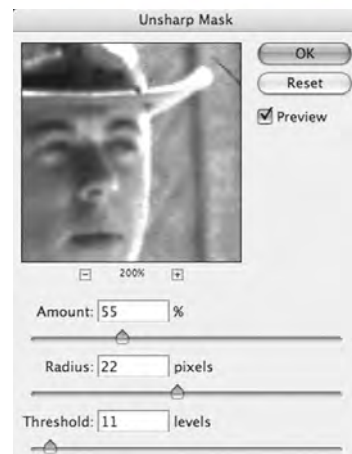 Unsharp Mask
OK
Reset
Preview
200%
Amount: 55 %
Radius: 22 pixels
Threshold: 11 levels